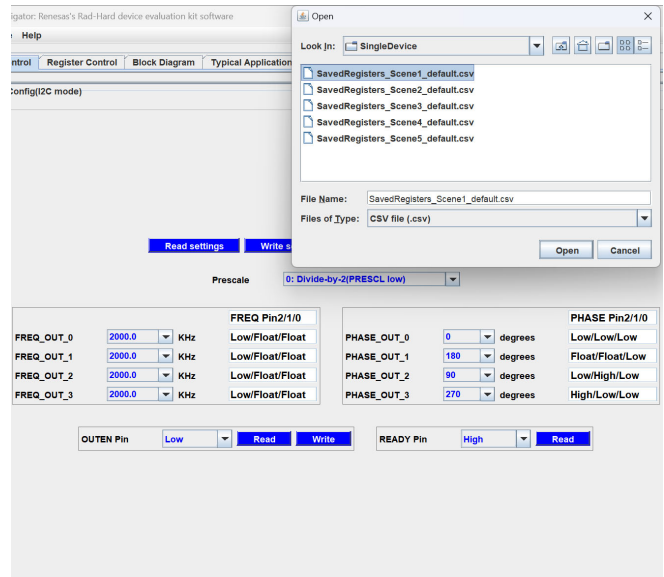 igator: Renesas's Rad-Hard device evaluation kit software
Help
ntrol Register Control Block Diagram Typical Application
Config(I2C mode)
Open
Look In: SingleDevice
SavedRegisters_Scene1_default.csv
SavedRegisters_Scene2_default.csv
SavedRegisters_Scene3_default.csv
SavedRegisters_Scene4_default.csv
SavedRegisters_Scene5_default.csv
File Name: SavedRegisters_Scene1_default.csv
Files of Type: CSV file (.csv)
Open Cancel
Read settings Write s
Prescale 0: Divide-by-2(PRESCL low)
FREQ Pin2/1/0 PHASE Pin2/1/0
FREQ_OUT_0 2000.0 KHz Low/Float/Float PHASE_OUT_0 0 degrees Low/Low/Low
FREQ_OUT_1 2000.0 KHz Low/Float/Float PHASE_OUT_1 180 degrees Float/Float/Low
FREQ_OUT_2 2000.0 KHz Low/Float/Float PHASE_OUT_2 90 degrees Low/High/Low
FREQ_OUT_3 2000.0 KHz Low/Float/Float PHASE_OUT_3 270 degrees High/Low/Low
OUTEN Pin Low Read Write READY Pin High Read